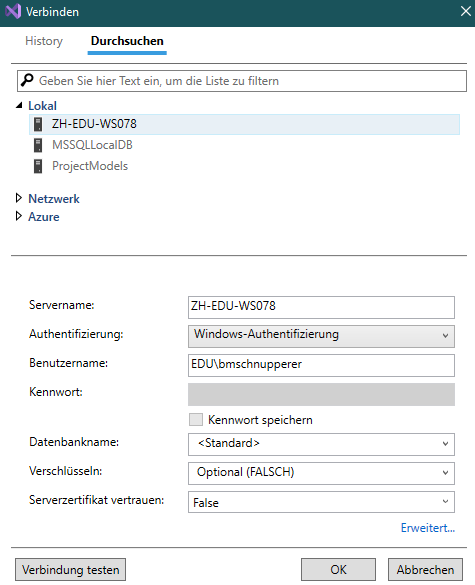 Verbinden
History
Durchsuchen
Geben Sie hier Text ein, um die Liste zu filtern
Lokal
ZH-EDU-WS078
MSSQLLocalDB
ProjectModels
Netzwerk
Azure
Servername: ZH-EDU-WS078
Authentifizierung: Windows-Authentifizierung
Benutzername: EDU\bmschnupperer
Kennwort:
Kennwort speichern
Datenbankname: <Standard>
Verschlüsseln: Optional (FALSCH)
Serverzertifikat vertrauen: False
Erweitert...
Verbindung testen OK Abbrechen